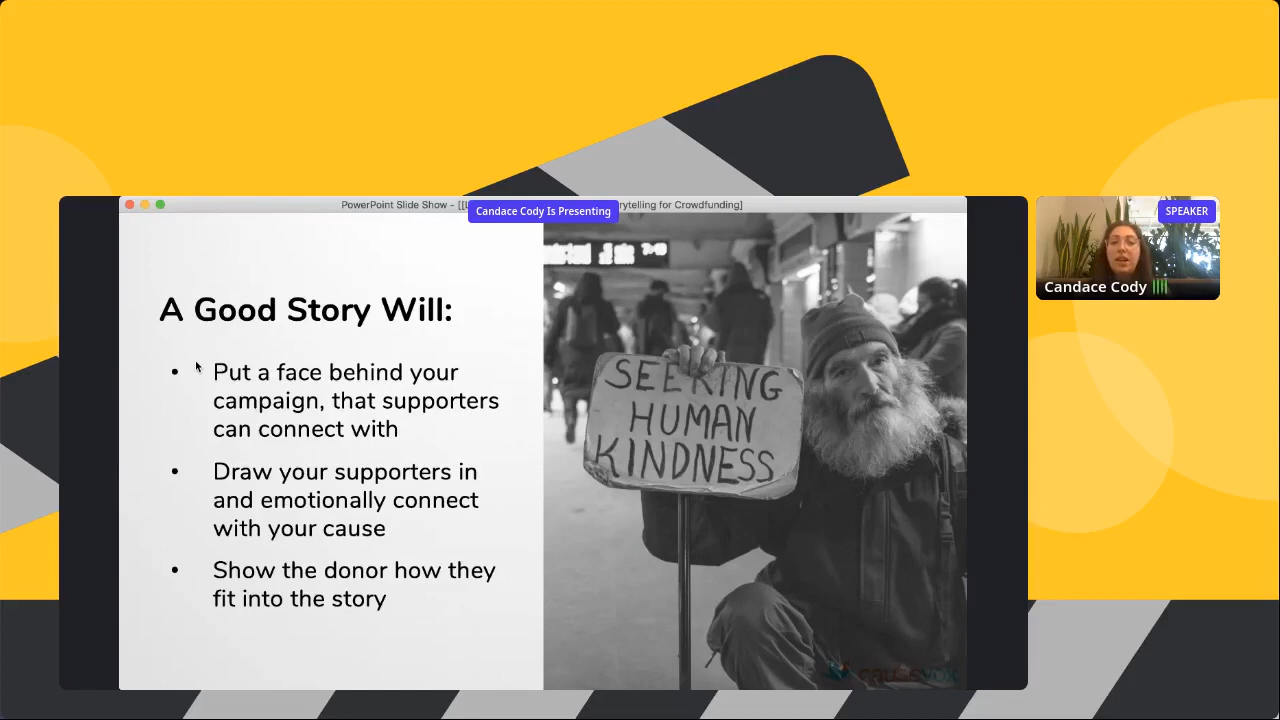 PowerPoint Slide Show - [[L
rytelling for Crowdfunding]
Candace Cody Is Presenting
SPEAKER
Candace Cody
A Good Story Will:
• Put a face behind your
campaign, that supporters
can connect with
• Draw your supporters in
and emotionally connect
with your cause
• Show the donor how they
fit into the story
SEEKING
HUMAN
KINDNESS
causevox